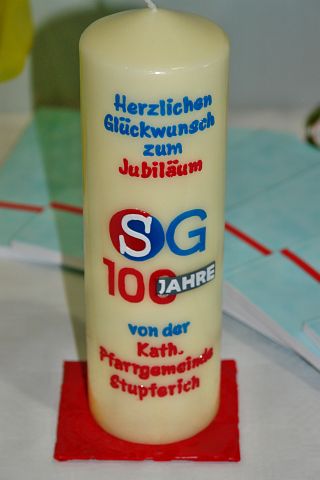 Herzlichen
Glückwunsch
zum
Jubiläum
SG
100 JAHRE
von der
Kath.
Pfarrgemeinde
Stupferich